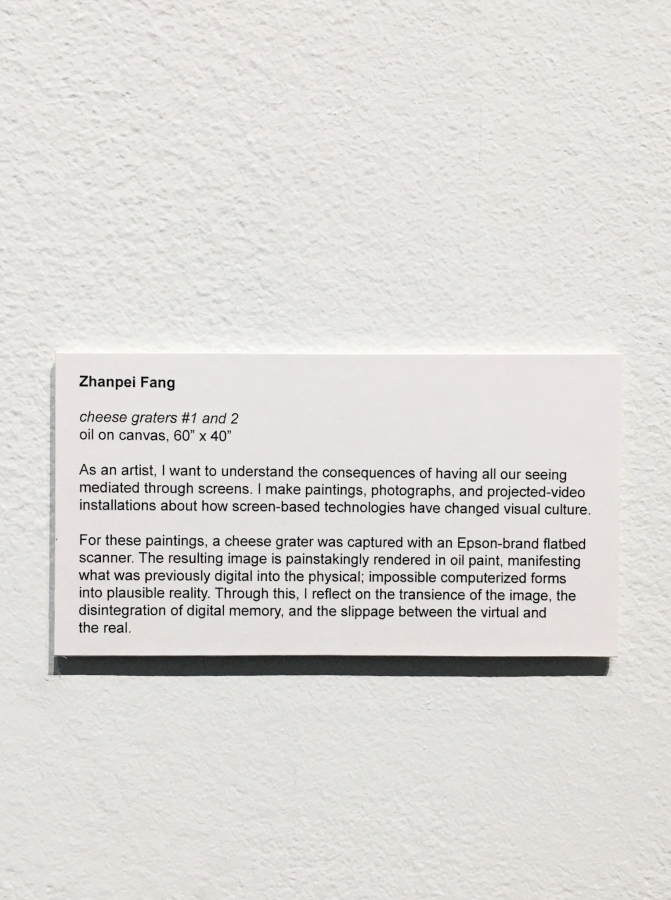 Zhanpei Fang
cheese graters #1 and 2
oil on canvas, 60” x 40”
As an artist, I want to understand the consequences of having all our seeing
mediated through screens. I make paintings, photographs, and projected-video
installations about how screen-based technologies have changed visual culture.
For these paintings, a cheese grater was captured with an Epson-brand flatbed
scanner. The resulting image is painstakingly rendered in oil paint, manifesting
what was previously digital into the physical; impossible computerized forms
into plausible reality. Through this, I reflect on the transience of the image, the
disintegration of digital memory, and the slippage between the virtual and
the real.